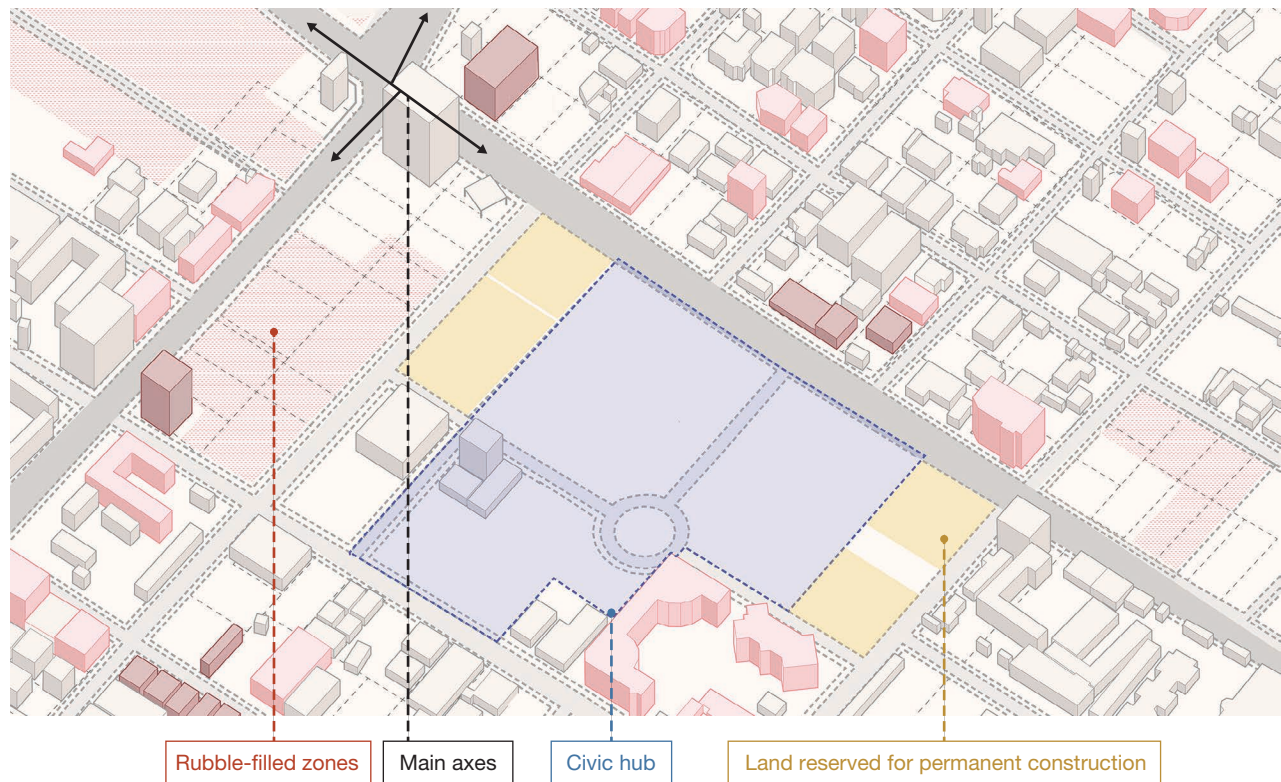 Rubble-filled zones
Main axes
Civic hub
Land reserved for permanent construction